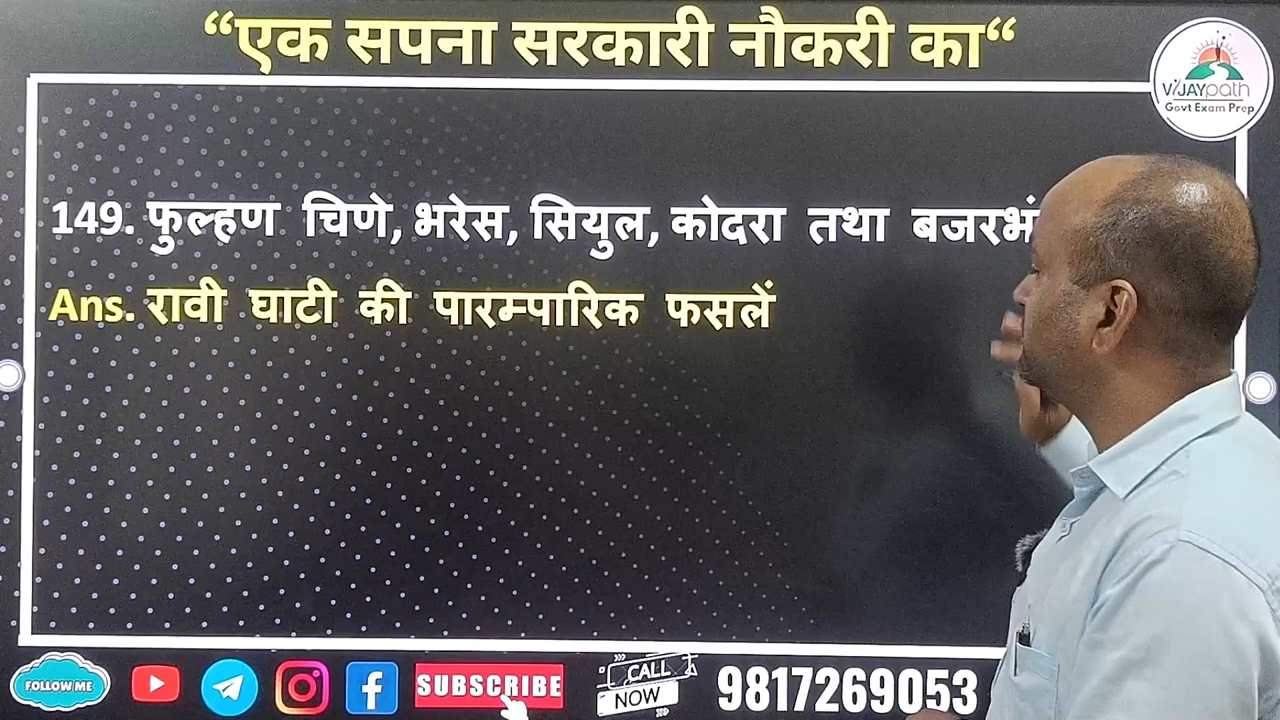 “एक सपना सरकारी नौकरी का“
VIJAYpath
Govt Exam Prep
149. फुल्हण चिणे, भरेस, सियुल, कोदरा तथा
Ans. रावी घाटी की पारम्पारिक फसलें
FOLLOW ME
SUBSCRIBE
CALL
NOW
9817269053